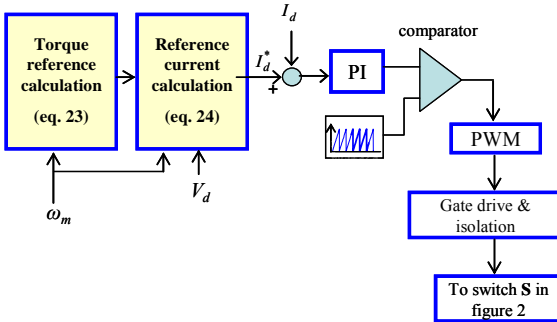 Torque
reference
calculation
(eq. 23)
Reference
current
calculation
(eq. 24)
I_d
I_d^*
+
PI
comparator
PWM
Gate drive &
isolation
To switch S in
figure 2
V_d
ω_m